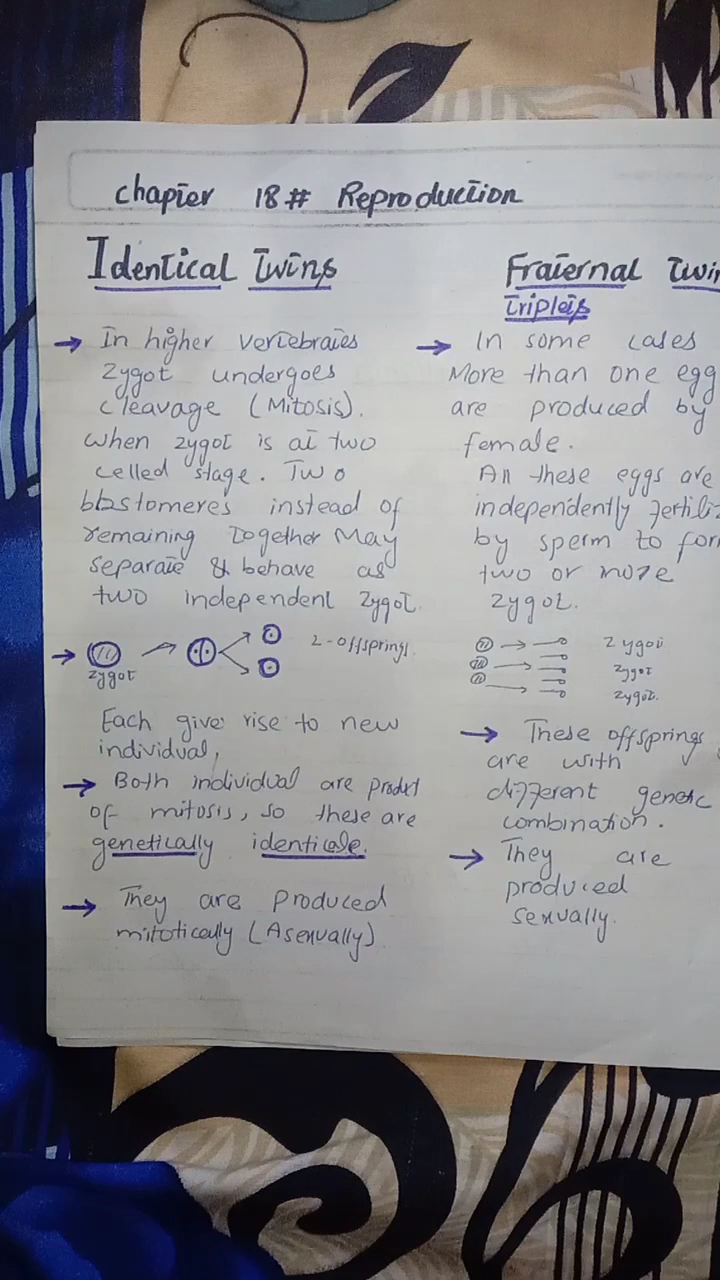 Chapter 18# Reproduction
Identical Twins
→ In higher vertebraies
zygot undergoes
cleavage (Mitosis).
when zygot is at two
celled stage. Two
blastomeres instead of
remaining together May
separate & behave as
two independent zygot.
→ zygot 2-offsprings.
Each give rise to new
individual,
→ Both individual are product
of mitosis, so these are
genetically identicale.
→ They are produced
mitotically (Asexually)
Fraternal Twin
Triplets
→ In some cases
More than one egg
are produced by
female.
All these eggs are
independently fertiliz
by sperm to for
two or more
zygot.
zygot
zygot
zygot.
→ These offsprings
are with
different genetic
combination.
→ They are
produced
sexually.